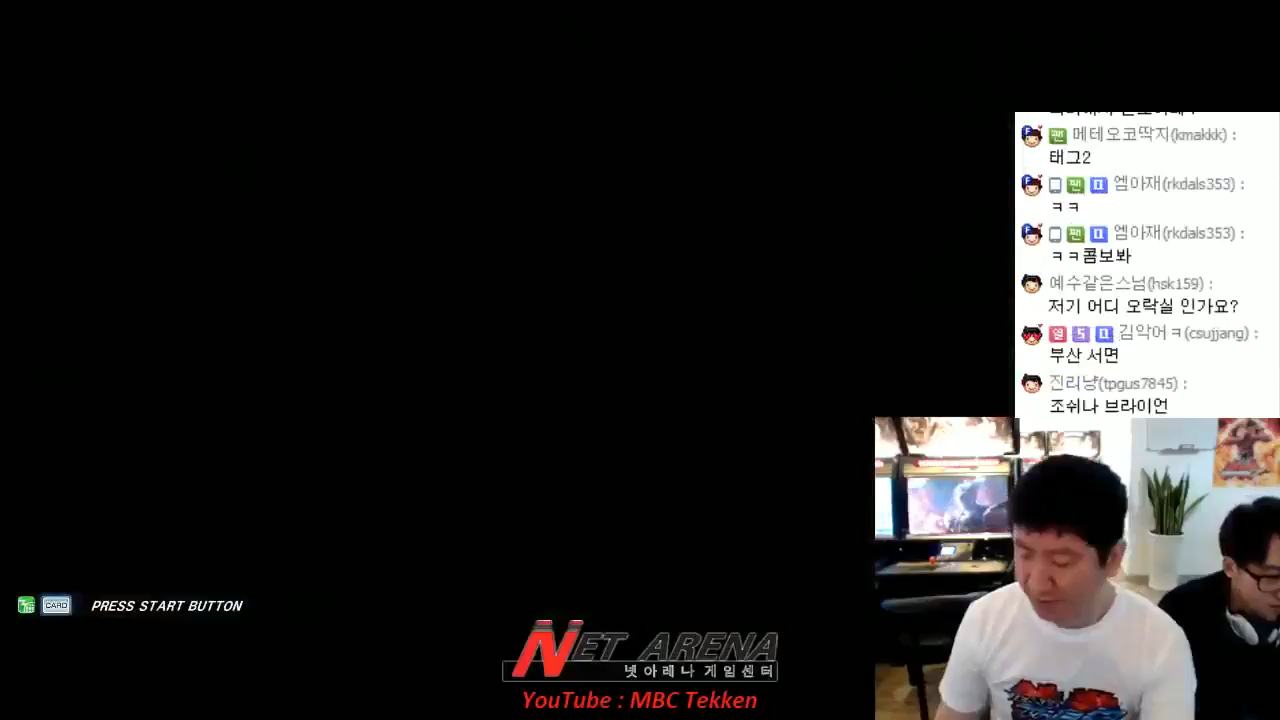 메테오코딱지(kmakkk) :
태그2
엠아재(rkdals353) :
ㅋㅋ
엠아재(rkdals353) :
ㅋㅋ콤보봐
예수같은스님(hsk159) :
저기 어디 오락실 인가요?
열 5 김악어ㅋ(csujjang) :
부산 서면
진리냥(tpgus7845) :
조쉬나 브라이언
CARD PRESS START BUTTON
NET ARENA
넷아레나 게임센터
YouTube : MBC Tekken